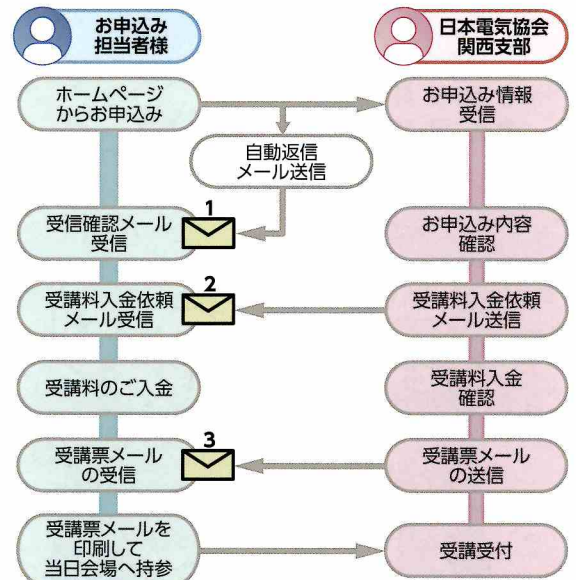 お申込み
担当者様
日本電気協会
関西支部
ホームページ
からお申込み
お申込み情報
受信
自動返信
メール送信
受信確認メール
受信
1
お申込み内容
確認
受講料入金依頼
メール受信
2
受講料入金依頼
メール送信
受講料のご入金
受講料入金
確認
受講票メール
の受信
3
受講票メール
の送信
受講票メールを
印刷して
当日会場へ持参
受講受付